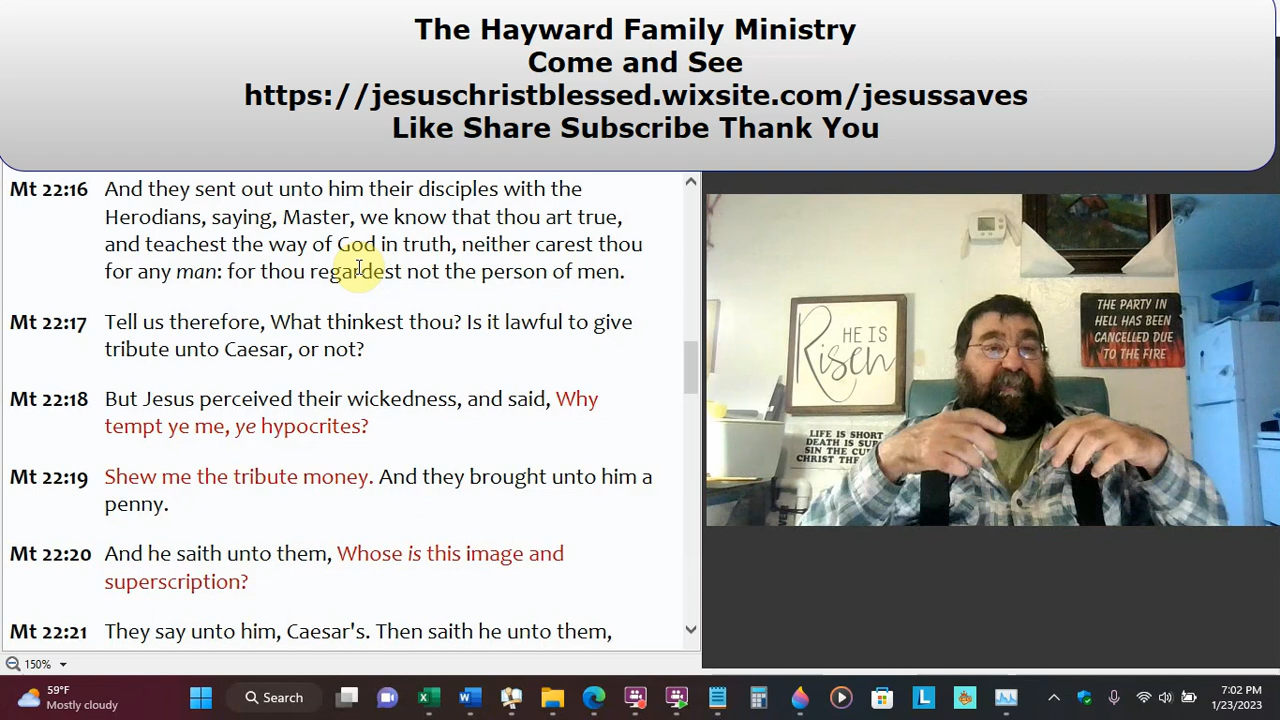 The Hayward Family Ministry
Come and See
https://jesuschristblessed.wixsite.com/jesussaves
Like Share Subscribe Thank You
Mt 22:16 And they sent out unto him their disciples with the
Herodians, saying, Master, we know that thou art true,
and teachest the way of God in truth, neither carest thou
for any man: for thou regardest not the person of men.
Mt 22:17 Tell us therefore, What thinkest thou? Is it lawful to give
tribute unto Caesar, or not?
Mt 22:18 But Jesus perceived their wickedness, and said, Why
tempt ye me, ye hypocrites?
Mt 22:19 Shew me the tribute money. And they brought unto him a
penny.
Mt 22:20 And he saith unto them, Whose is this image and
superscription?
Mt 22:21 They say unto him, Caesar's. Then saith he unto them,
150%
HE IS
Risen
THE PARTY IN
HELL HAS BEEN
CANCELLED DUE
TO THE FIRE
LIFE IS SHORT
DEATH IS
SIN THE
CHRIST THE
59°F
Mostly cloudy
Search
7:02 PM
1/23/2023